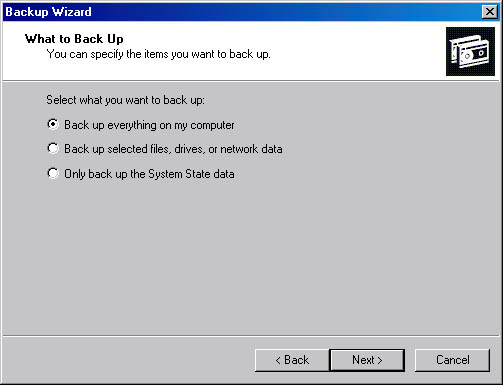 Backup Wizard
What to Back Up
You can specify the items you want to back up.
Select what you want to back up:
Back up everything on my computer
Back up selected files, drives, or network data
Only back up the System State data
< Back
Next >
Cancel